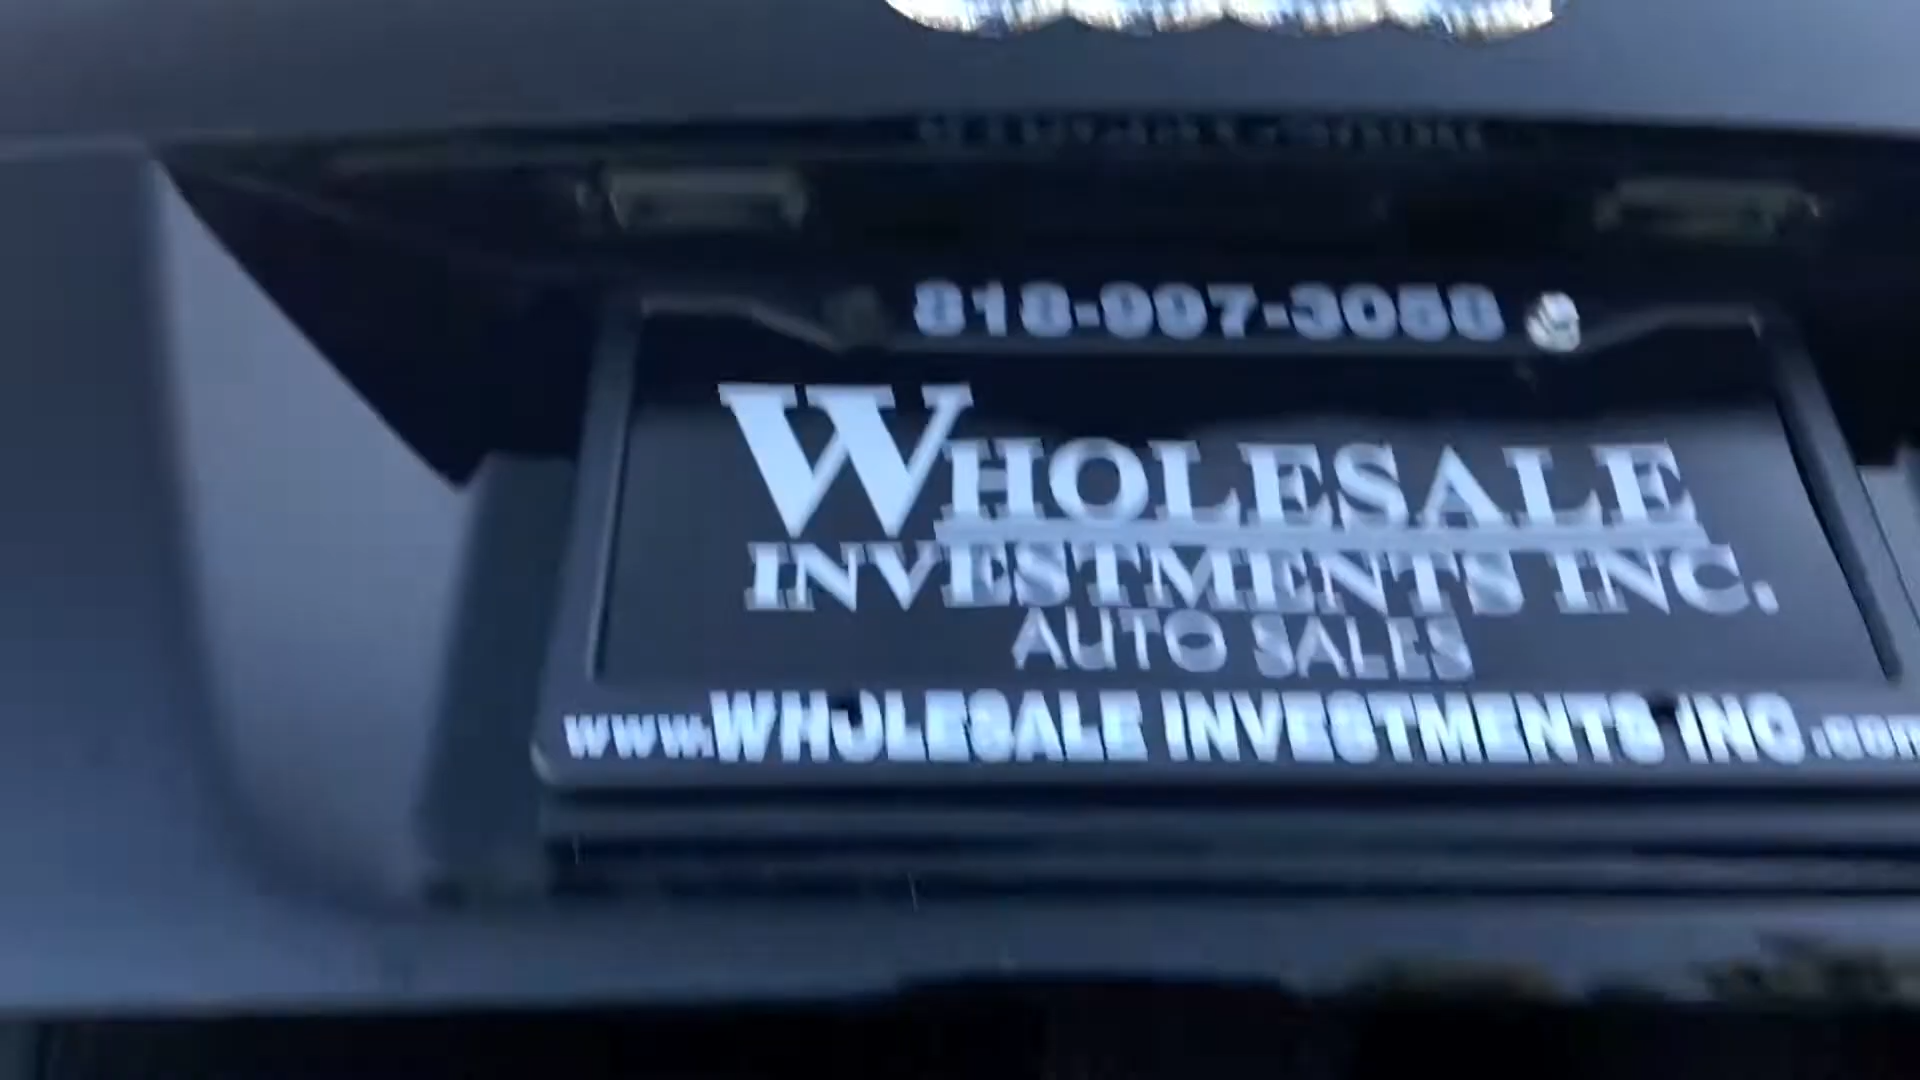 818-997-3058
WHOLESALE
INVESTMENTS INC.
AUTO SALES
www.WHOLESALE INVESTMENTS INC.com